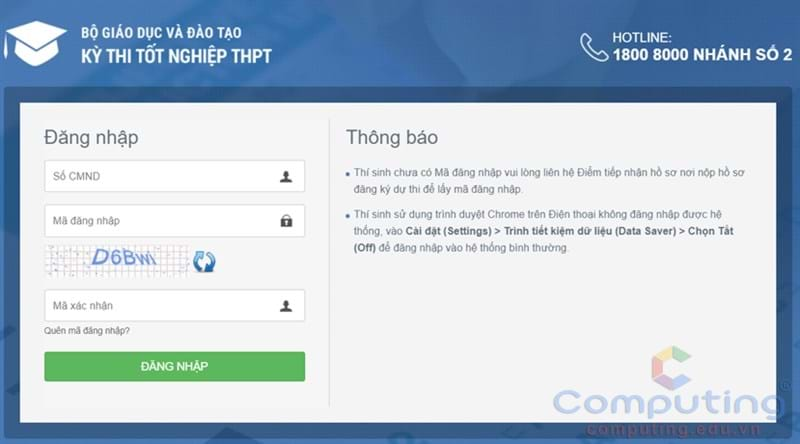 BỘ GIÁO DỤC VÀ ĐÀO TẠO
KỲ THI TỐT NGHIỆP THPT
HOTLINE:
1800 8000 NHÁNH SỐ 2
Đăng nhập
Số CMND
Mã đăng nhập
D6BwI
Mã xác nhận
Quên mã đăng nhập?
ĐĂNG NHẬP
Thông báo
Thí sinh chưa có Mã đăng nhập vui lòng liên hệ Điểm tiếp nhận hồ sơ nơi nộp hồ sơ
đăng ký dự thi để lấy mã đăng nhập.
Thí sinh sử dụng trình duyệt Chrome trên Điện thoại không đăng nhập được hệ
thống, vào Cài đặt (Settings) > Trình tiết kiệm dữ liệu (Data Saver) > Chọn Tắt
(Off) để đăng nhập vào hệ thống bình thường.
Computing®
computing.edu.vn